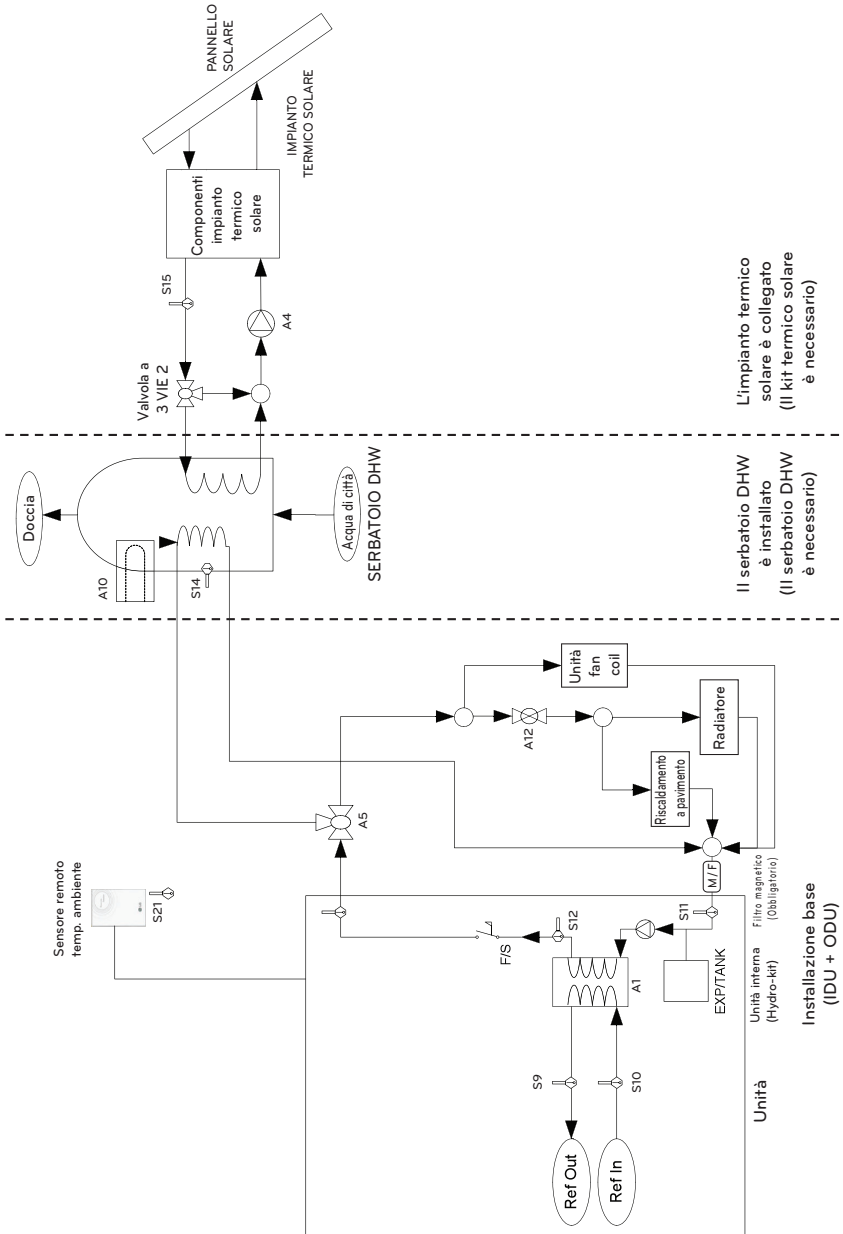 PANNELLO
SOLARE
IMPIANTO
TERMICO SOLARE
Componenti
impianto
termico
solare
S15
A4
Valvola a
3 VIE 2
L'impianto termico
solare è collegato
(Il kit termico solare
è necessario)
Doccia
A10
S14
Acqua di città
SERBATOIO DHW
Il serbatoio DHW
è installato
(Il serbatoio DHW
è necessario)
Unità
fan
coil
A12
Radiatore
Riscaldamento
a pavimento
A5
Sensore remoto
temp. ambiente
S21
M / F
Filtro magnetico
(Obbligatorio)
S11
S12
F/S
A1
EXP/TANK
Unità interna
(Hydro-kit)
Installazione base
(IDU + ODU)
S9
S10
Ref Out
Ref In
Unità